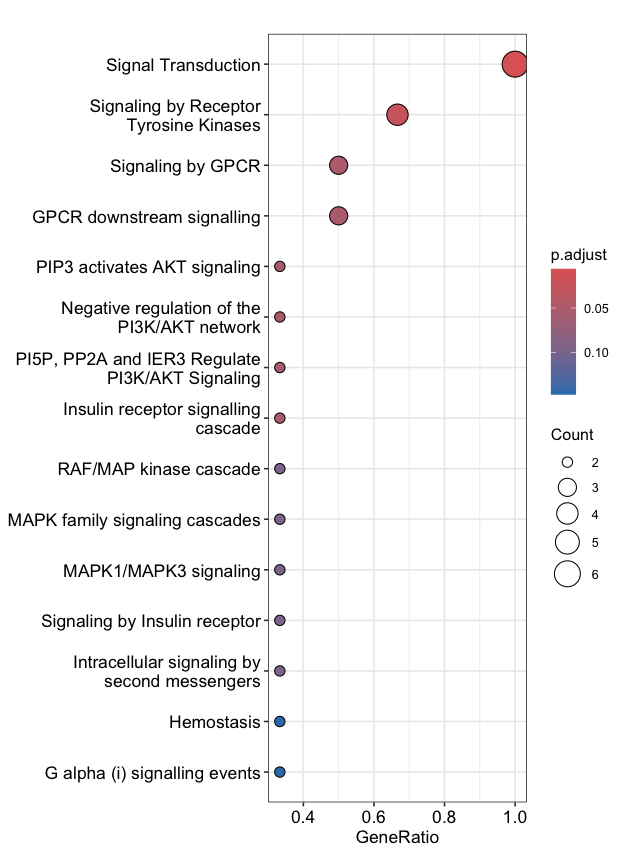 Signal Transduction
Signaling by Receptor
Tyrosine Kinases
Signaling by GPCR
GPCR downstream signalling
PIP3 activates AKT signaling
Negative regulation of the
PI3K/AKT network
PI5P, PP2A and IER3 Regulate
PI3K/AKT Signaling
Insulin receptor signalling
cascade
RAF/MAP kinase cascade
MAPK family signaling cascades
MAPK1/MAPK3 signaling
Signaling by Insulin receptor
Intracellular signaling by
second messengers
Hemostasis
G alpha (i) signalling events
0.4 0.6 0.8 1.0
GeneRatio
p.adjust
0.05
0.10
Count
2
3
4
5
6